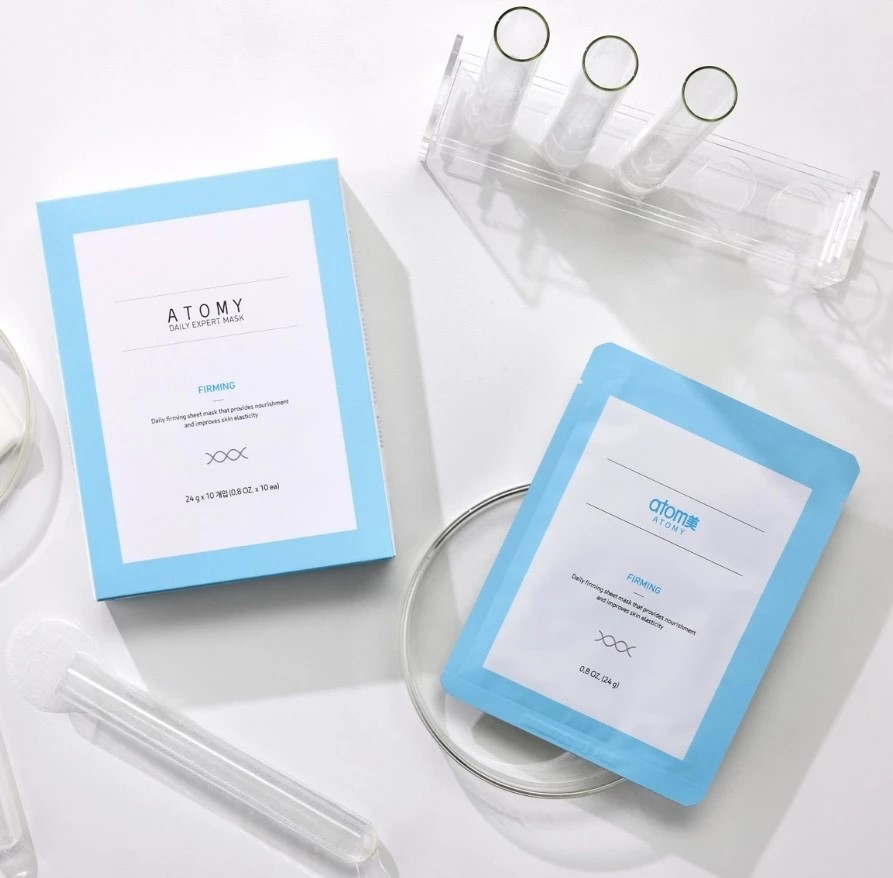 ATOMY
DAILY EXPERT MASK
FIRMING
Daily firming sheet mask that provides nourishment
and improves skin elasticity
24 g x 10 개입 (0.8 OZ. x 10 ea)
atom美
ATOMY
FIRMING
Daily firming sheet mask that provides nourishment
and improves skin elasticity
0.8 OZ. (24 g)